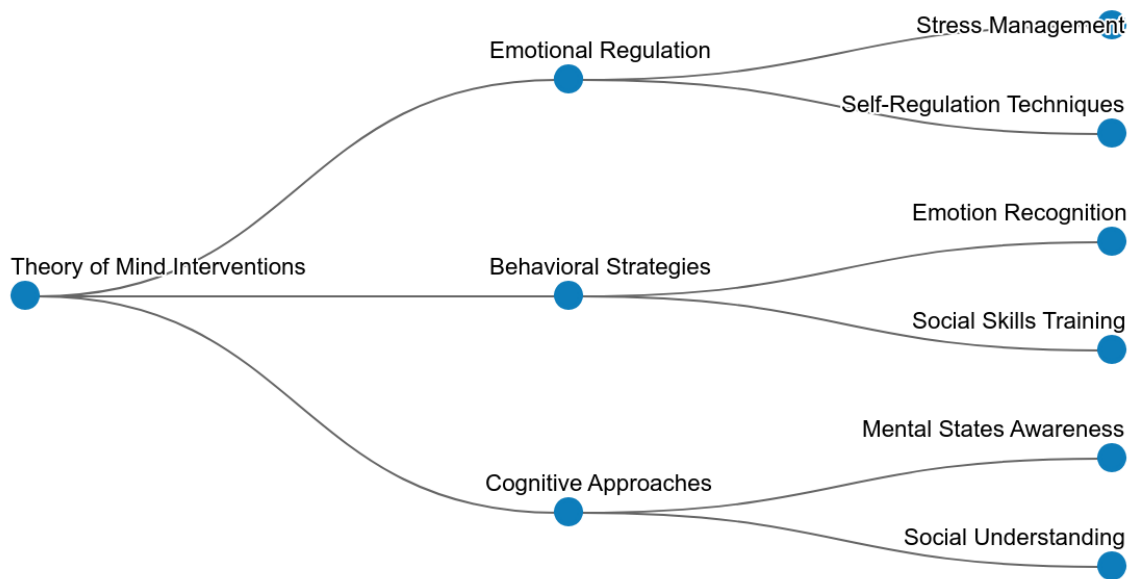 Theory of Mind Interventions
Emotional Regulation
Stress Management
Self-Regulation Techniques
Behavioral Strategies
Emotion Recognition
Social Skills Training
Cognitive Approaches
Mental States Awareness
Social Understanding